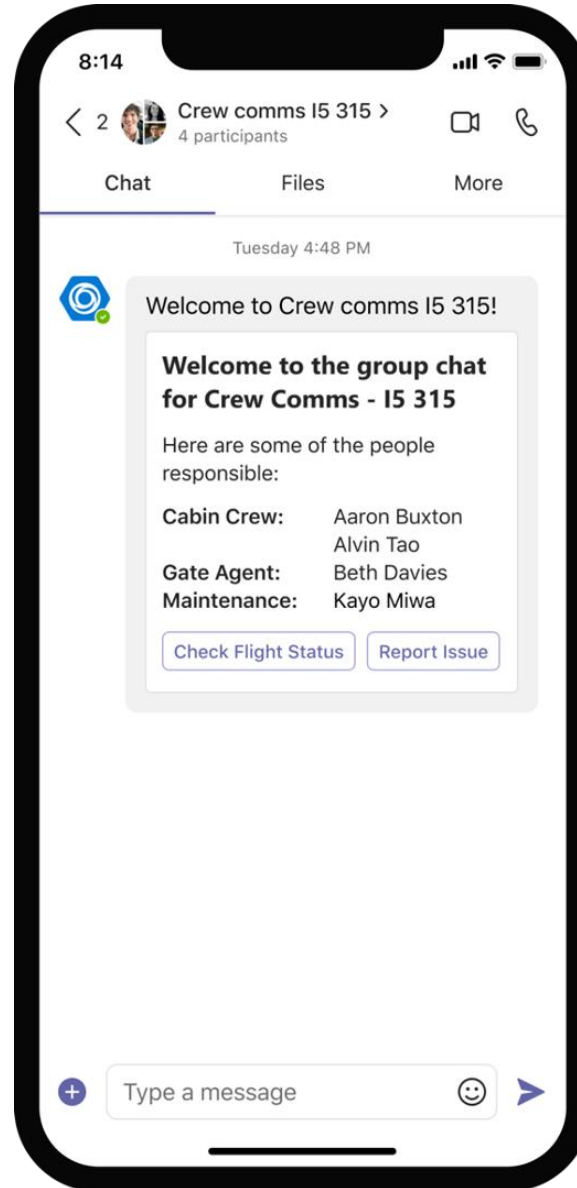 8:14
2 Crew comms I5 315 >
4 participants
Chat Files More
Tuesday 4:48 PM
Welcome to Crew comms I5 315!
Welcome to the group chat
for Crew Comms - I5 315
Here are some of the people
responsible:
Cabin Crew: Aaron Buxton
Alvin Tao
Gate Agent: Beth Davies
Maintenance: Kayo Miwa
Check Flight Status Report Issue
Type a message